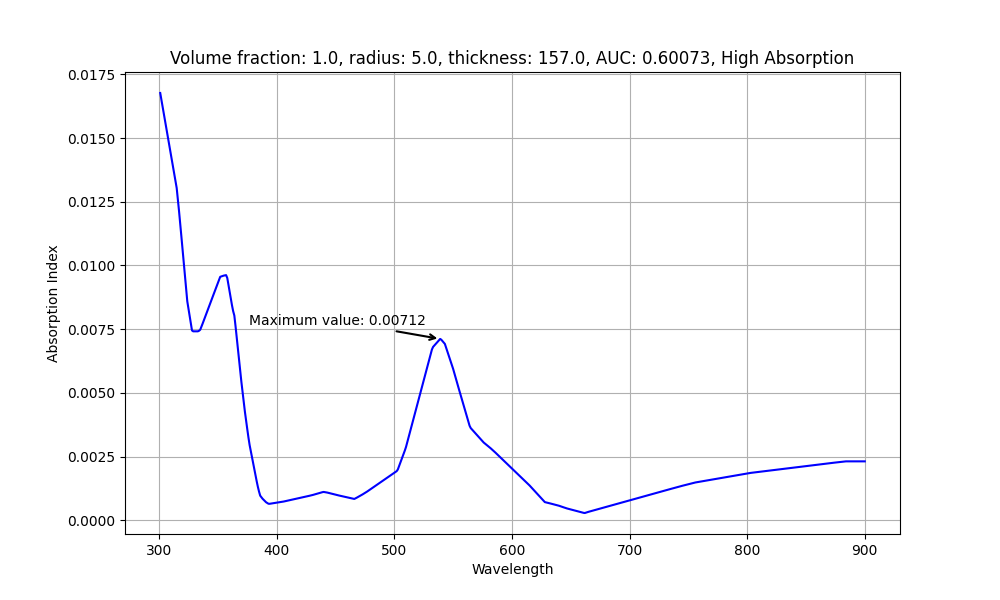 Volume fraction: 1.0, radius: 5.0, thickness: 157.0, AUC: 0.60073, High Absorption
0.0175
0.0150
0.0125
0.0100
0.0075
0.0050
0.0025
0.0000
Absorption Index
Maximum value: 0.00712
300 400 500 600 700 800 900
Wavelength